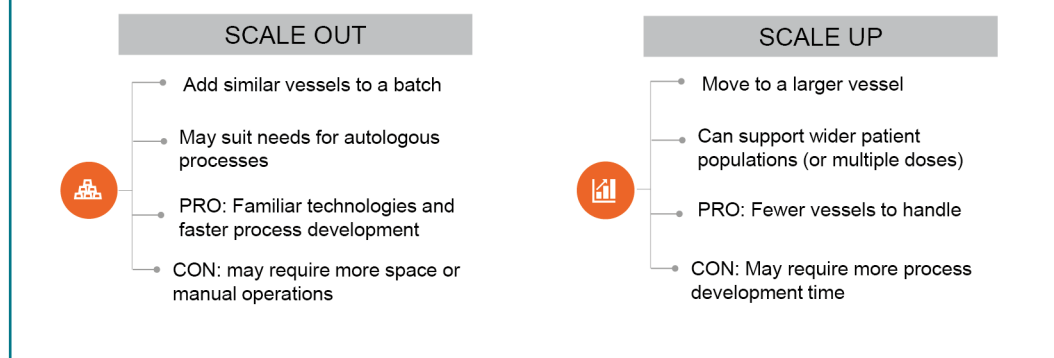 SCALE OUT
Add similar vessels to a batch
May suit needs for autologous
processes
PRO: Familiar technologies and
faster process development
CON: may require more space or
manual operations
SCALE UP
Move to a larger vessel
Can support wider patient
populations (or multiple doses)
PRO: Fewer vessels to handle
CON: May require more process
development time